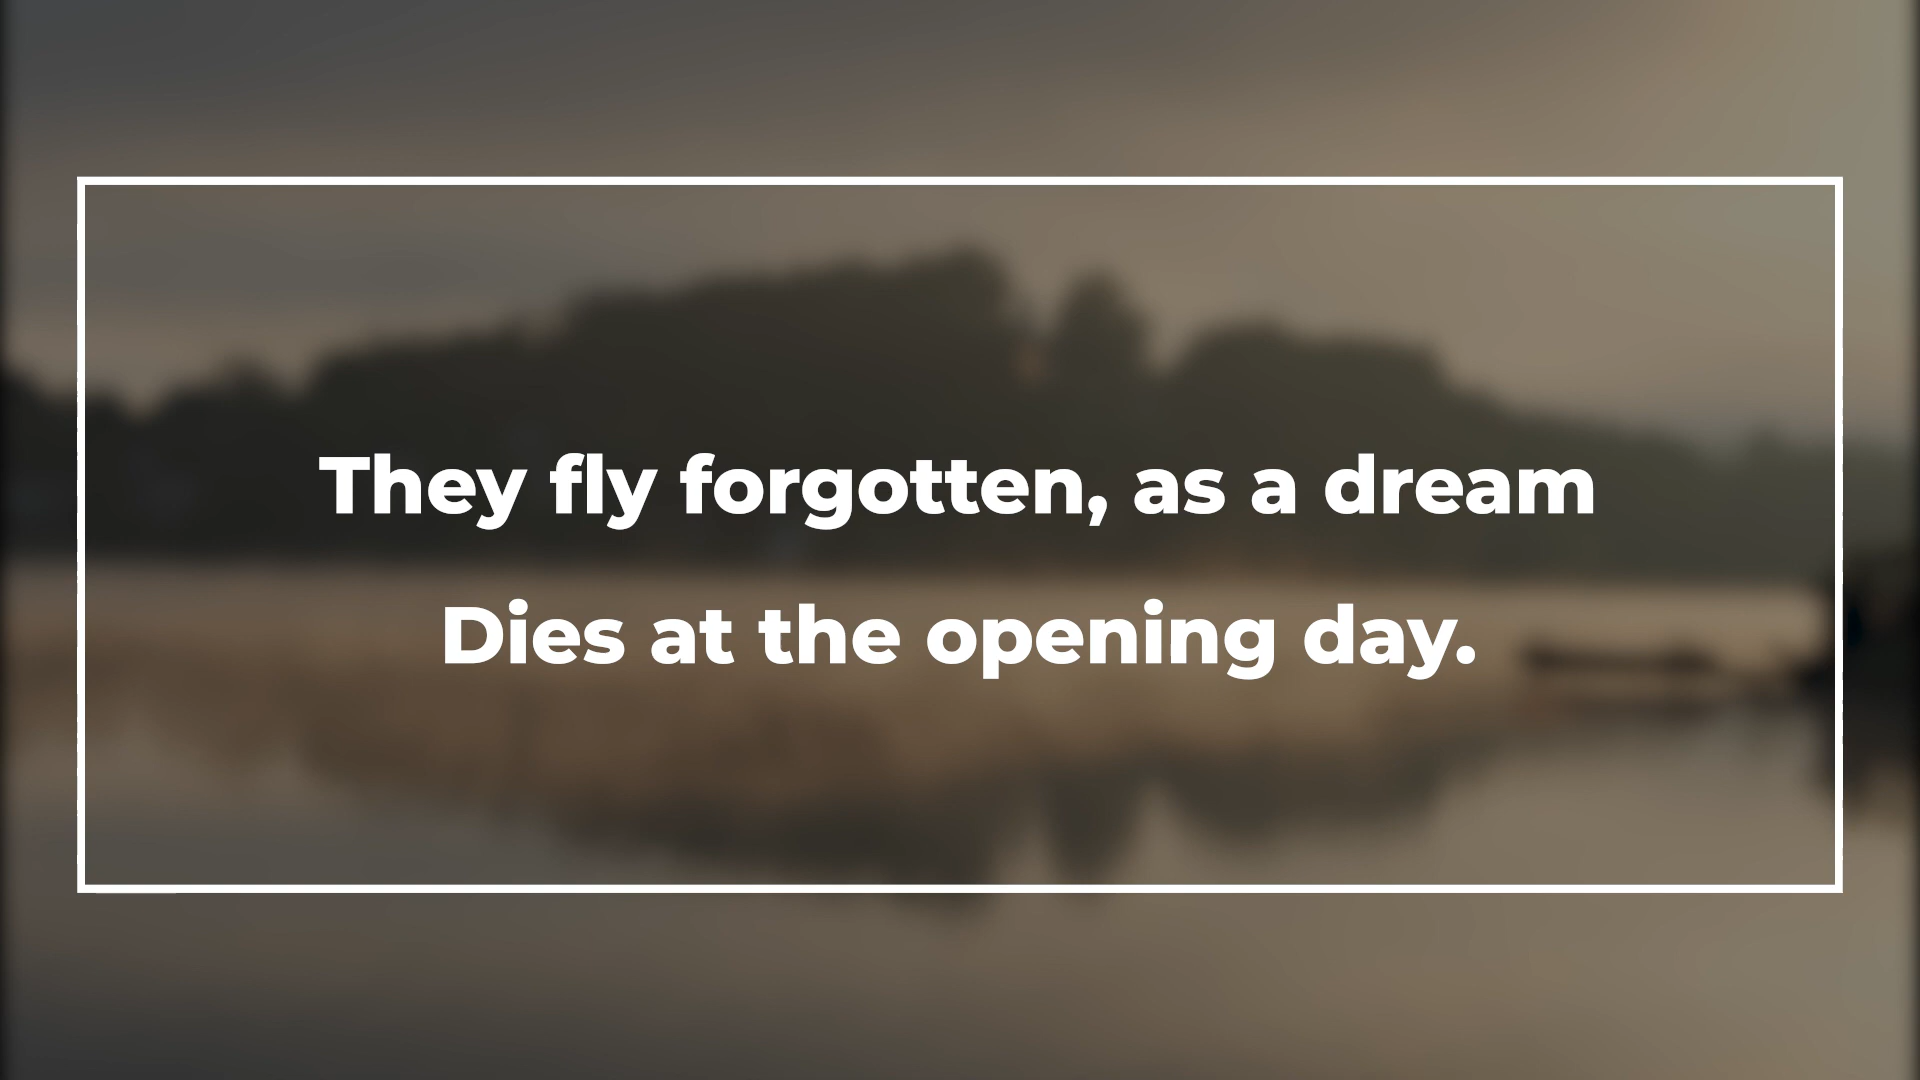 They fly forgotten, as a dream
Dies at the opening day.